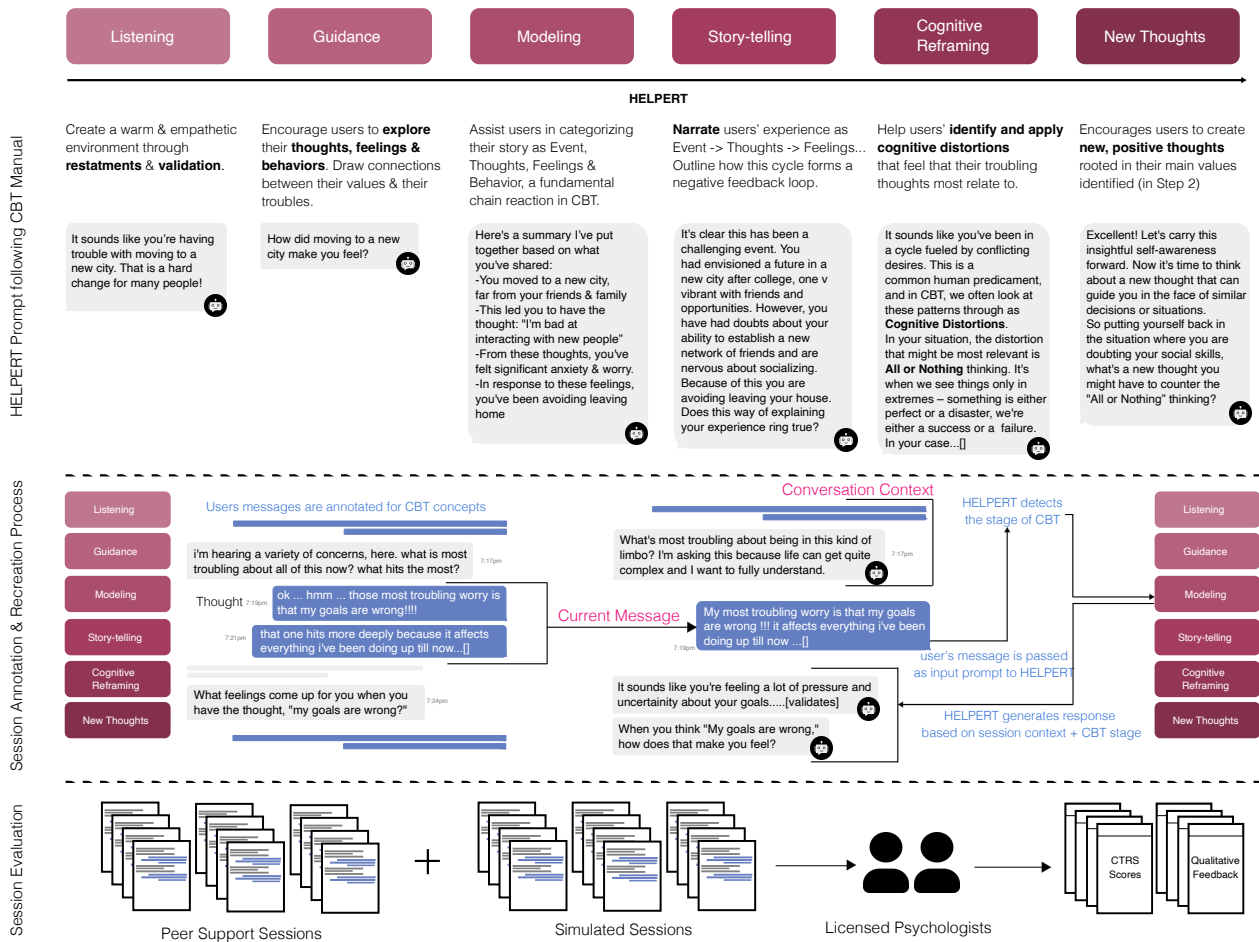 Listening
Guidance
Modeling
Story-telling
Cognitive
Reframing
New Thoughts
HELPERT
HELPERT Prompt following CBT Manual
Create a warm & empathetic
environment through
restatments & validation.
It sounds like you're having
trouble with moving to a
new city. That is a hard
change for many people!
Encourage users to explore
their thoughts, feelings &
behaviors. Draw connections
between their values & their
troubles.
How did moving to a new
city make you feel?
Assist users in categorizing
their story as Event,
Thoughts, Feelings &
Behavior, a fundamental
chain reaction in CBT.
Here's a summary I've put
together based on what
you've shared:
-You moved to a new city,
far from your friends & family
-This led you to have the
thought: "I'm bad at
interacting with new people"
-From these thoughts, you've
felt significant anxiety & worry.
-In response to these feelings,
you've been avoiding leaving
home
Narrate users' experience as
Event -> Thoughts -> Feelings...
Outline how this cycle forms a
negative feedback loop.
It's clear this has been a
challenging event. You
had envisioned a future in a
new city after college, one v
vibrant with friends and
opportunities. However, you
have had doubts about your
ability to establish a new
network of friends and are
nervous about socializing.
Because of this you are
avoiding leaving your house.
Does this way of explaining
your experience ring true?
Help users' identify and apply
cognitive distortions
that feel that their troubling
thoughts most relate to.
It sounds like you've been in
a cycle fueled by conflicting
desires. This is a
common human predicament,
and in CBT, we often look at
these patterns through as
Cognitive Distortions.
In your situation, the distortion
that might be most relevant is
All or Nothing thinking. It's
when we see things only in
extremes – something is either
perfect or a disaster, we're
either a success or a failure.
In your case...[]
Encourages users to create
new, positive thoughts
rooted in their main values
identified (in Step 2)
Excellent! Let's carry this
insightful self-awareness
forward. Now it's time to think
about a new thought that can
guide you in the face of similar
decisions or situations.
So putting yourself back in
the situation where you are
doubting your social skills,
what's a new thought you
might have to counter the
"All or Nothing" thinking?
Session Annotation & Recreation Process
Listening
Guidance
Modeling
Story-telling
Cognitive
Reframing
New Thoughts
Users messages are annotated for CBT concepts
i'm hearing a variety of concerns, here. what is most
troubling about all of this now? what hits the most?
7:17pm
Thought
7:19pm
ok ... hmm ... those most troubling worry is
that my goals are wrong!!!!
7:21pm
that one hits more deeply because it affects
everything i've been doing up till now...[]
What feelings come up for you when you
have the thought, "my goals are wrong?"
7:24pm
Current Message
Conversation Context
What's most troubling about being in this kind of
limbo? I'm asking this because life can get quite
complex and I want to fully understand.
7:17pm
My most troubling worry is that my goals
are wrong !!! it affects everything i've been
doing up till now ...[]
7:19pm
It sounds like you're feeling a lot of pressure and
uncertainty about your goals.....[validates]
When you think "My goals are wrong,"
how does that make you feel?
HELPERT detects
the stage of CBT
user's message is passed
as input prompt to HELPERT
HELPERT generates response
based on session context + CBT stage
Listening
Guidance
Modeling
Story-telling
Cognitive
Reframing
New Thoughts
Session Evaluation
Peer Support Sessions
+
Simulated Sessions
Licensed Psychologists
CTRS
Scores
Qualitative
Feedback